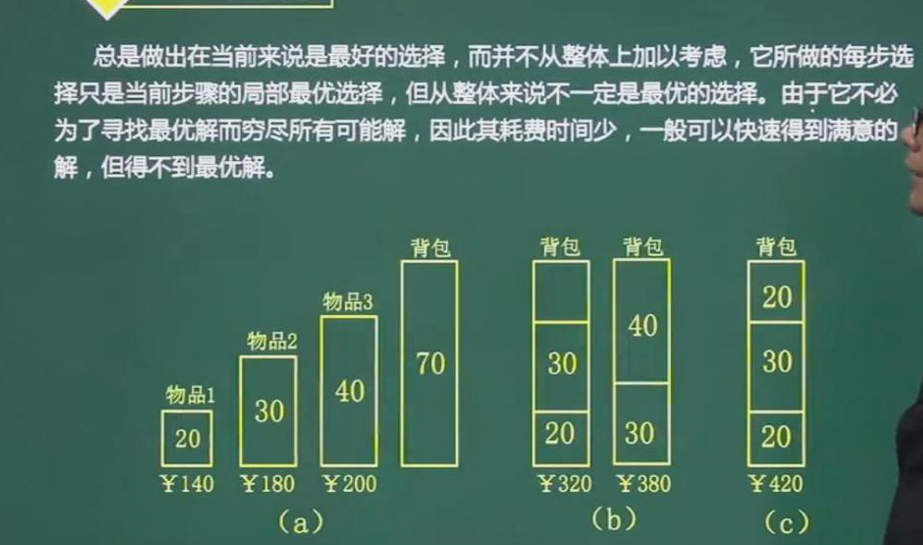 总是做出在当前来说是最好的选择，而并不从整体上加以考虑，它所做的每步选
择只是当前步骤的局部最优选择，但从整体来说不一定是最优的选择。由于它不必
为了寻找最优解而穷尽所有可能解，因此其耗费时间少，一般可以快速得到满意的
解，但得不到最优解。
背包 背包 背包 背包
物品3
物品2
物品1
20 30 40 70
30 20
40 30
20 30 20
￥140 ￥180 ￥200 ￥320 ￥380 ￥420
（a） （b） （c）